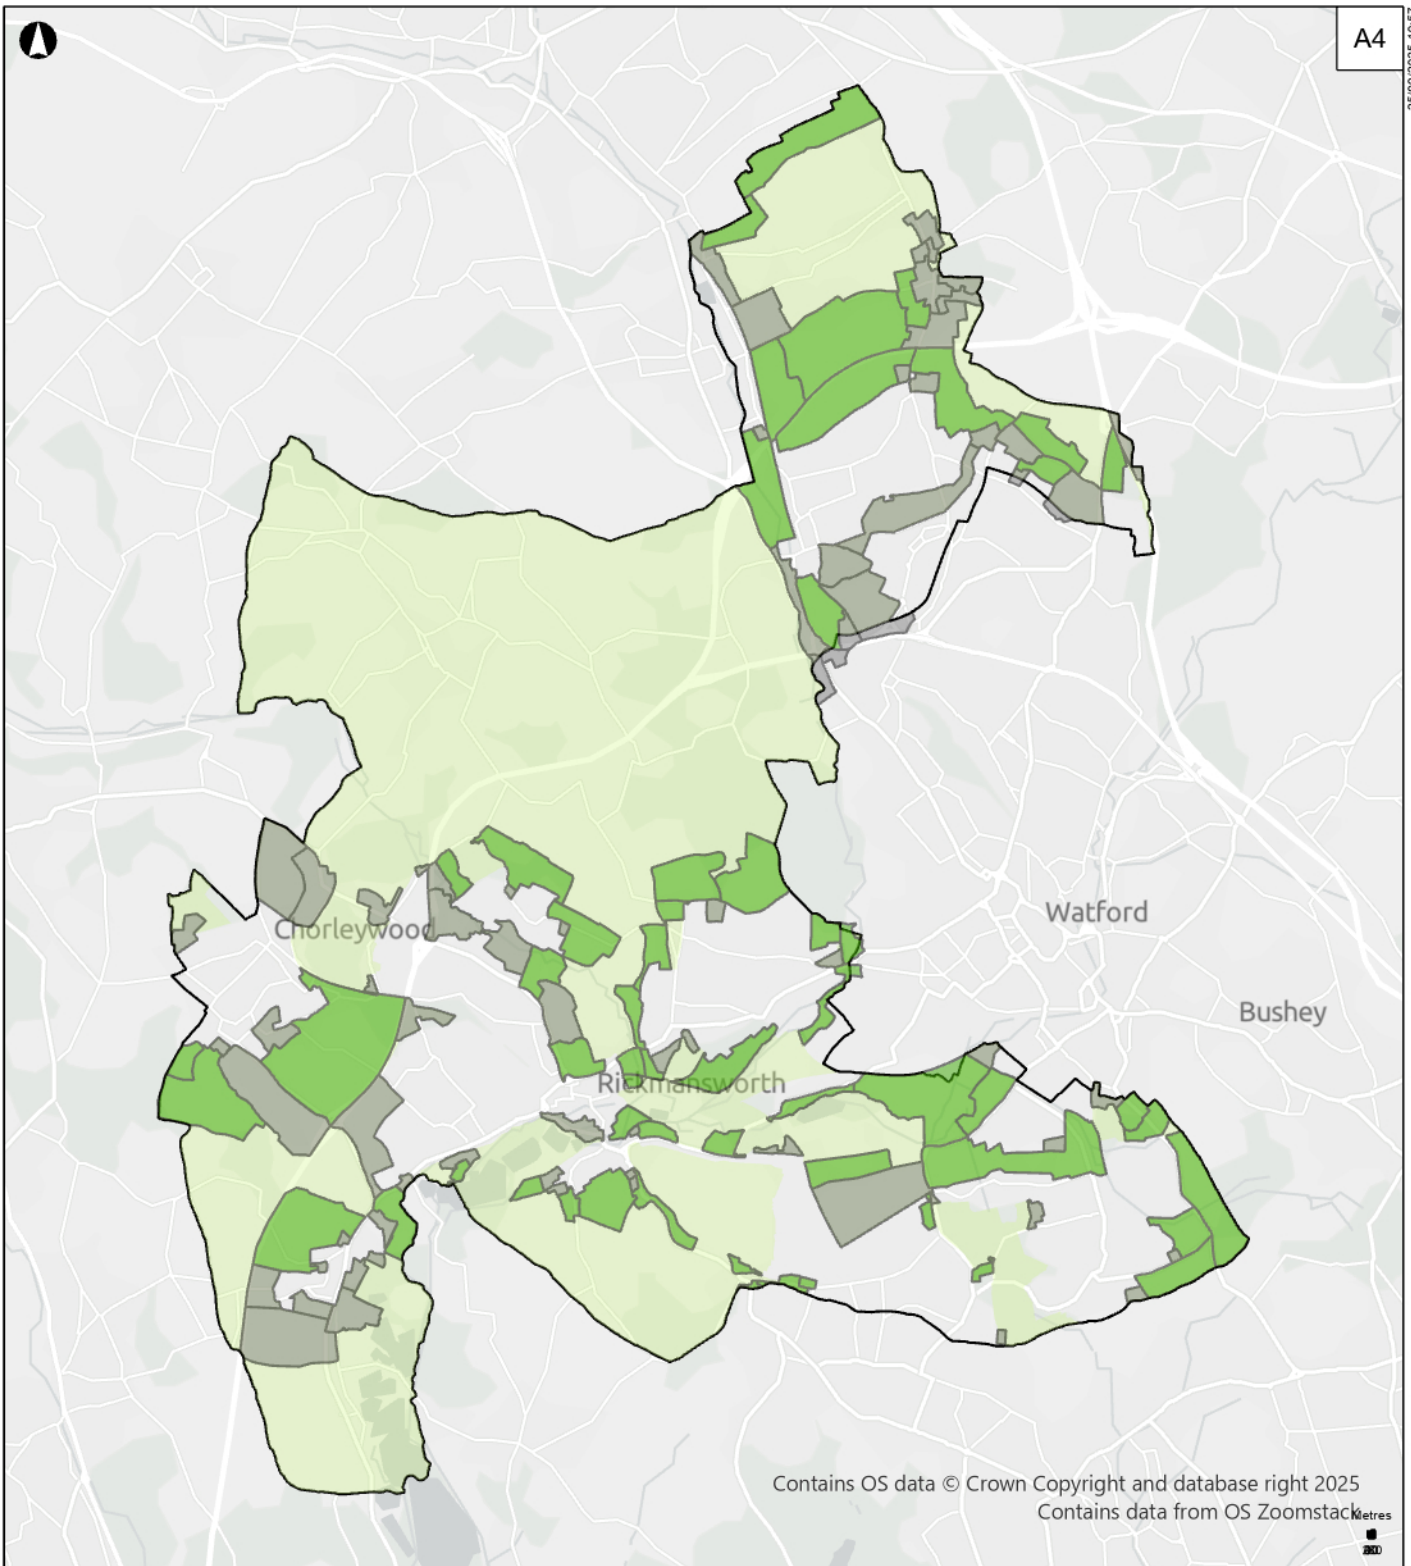 A4
Chorleywood
Watford
Bushey
Rickmansworth
Contains OS data © Crown Copyright and database right 2025
Contains data from OS Zoomstack
Metres